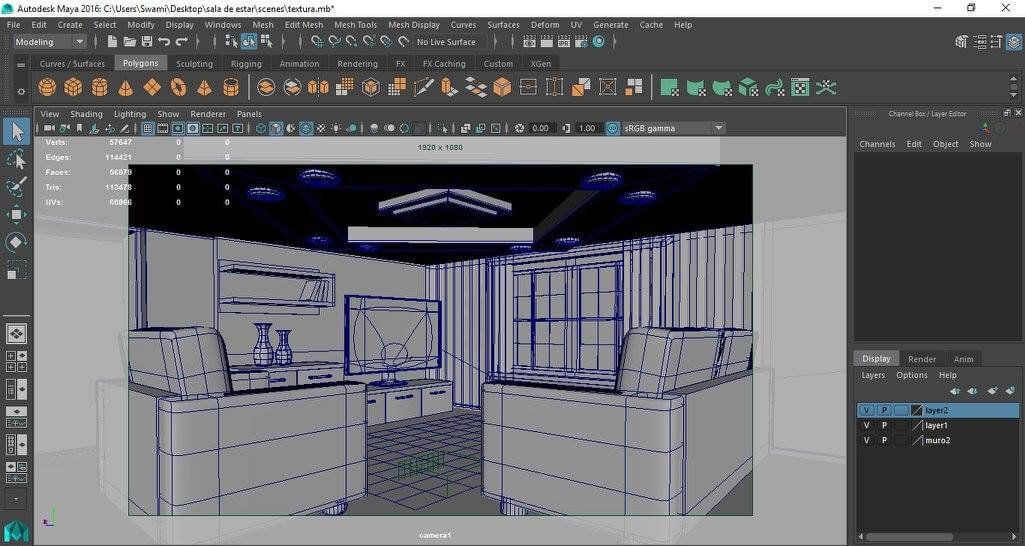 Autodesk Maya 2016: C:\Users\Swami\Desktop\sala de estar\scenes\textura.mb*
File Edit Create Select Modify Display Windows Mesh Edit Mesh Mesh Tools Mesh Display Curves Surfaces Deform UV Generate Cache Help
Modeling No Live Surface
Curves / Surfaces Polygons Sculpting Rigging Animation Rendering FX FX Caching Custom XGen
View Shading Lighting Show Renderer Panels
0.00 1.00 sRGB gamma
Verts: 57647 0 0
Edges: 114421 0 0
Faces: 56879 0 0
Tris: 113478 0 0
UVs: 60866 0 0
1920 x 1080
camera1
Channel Box / Layer Editor
Channels Edit Object Show
Display Render Anim
Layers Options Help
V P layer2
V P layer1
V P muro2